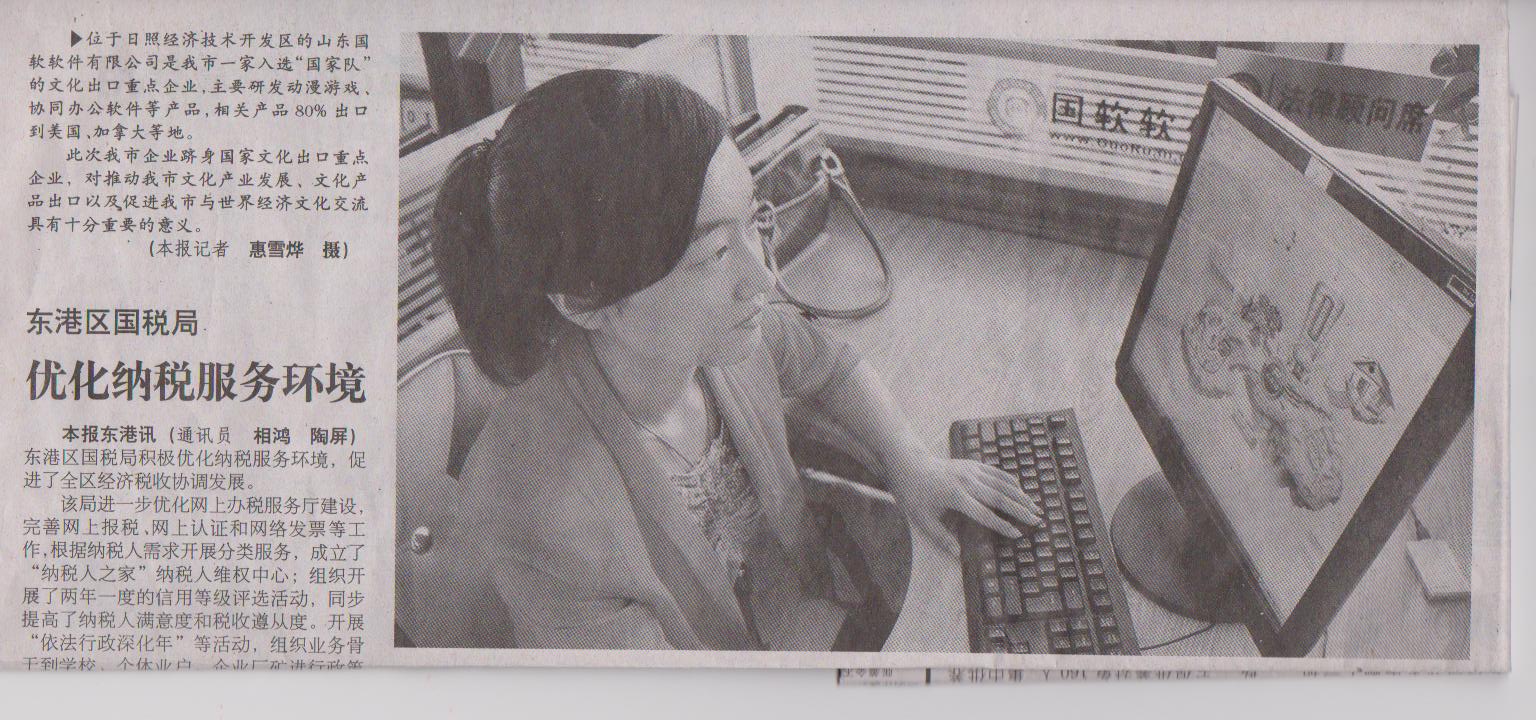 ▶位于日照经济技术开发区的山东国
软软件有限公司是我市一家入选“国家队”
的文化出口重点企业,主要研发动漫游戏、
协同办公软件等产品,相关产品80%出口
到美国、加拿大等地。
此次我市企业跻身国家文化出口重点
企业，对推动我市文化产业发展、文化产
品出口以及促进我市与世界经济文化交流
具有十分重要的意义。
(本报记者 惠雪烨 摄)
东港区国税局
优化纳税服务环境
本报东港讯 (通讯员 相鸿 陶屏)
东港区国税局积极优化纳税服务环境，促
进了全区经济税收协调发展。
该局进一步优化网上办税服务厅建设，
完善网上报税、网上认证和网络发票等工
作,根据纳税人需求开展分类服务，成立了
“纳税人之家”纳税人维权中心；组织开
展了两年一度的信用等级评选活动，同步
提高了纳税人满意度和税收遵从度。开展
“依法行政深化年”等活动，组织业务骨
干到学校、个体业户、企业厂矿进行政策
国软软
www.GuoRuan
法律顾问席